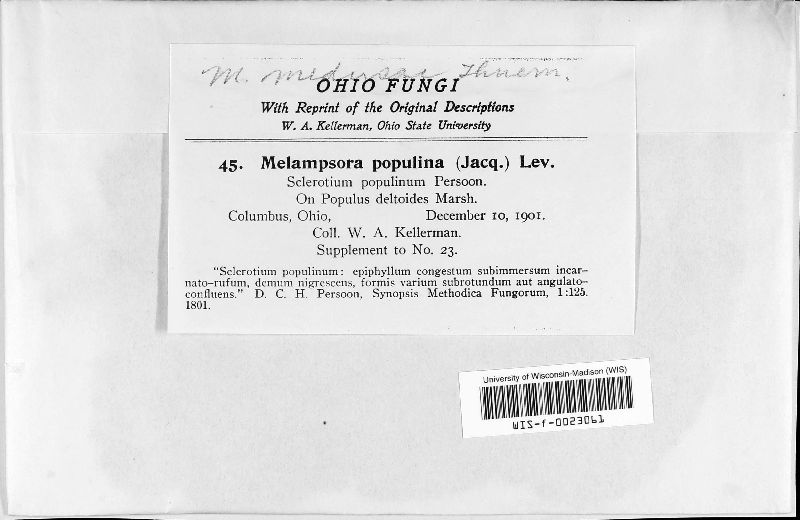 M. medusae Thuem.
OHIO FUNGI
With Reprint of the Original Descriptions
W. A. Kellerman, Ohio State University
45. Melampsora populina (Jacq.) Lev.
Sclerotium populinum Persoon.
On Populus deltoides Marsh.
Columbus, Ohio, December 10, 1901.
Coll. W. A. Kellerman.
Supplement to No. 23.
"Sclerotium populinum: epiphyllum congestum subimmersum incar-
nato-rufum, demum nigrescens, formis varium subrotundum aut angulato-
confluens." D. C. H. Persoon, Synopsis Methodica Fungorum, 1:125.
1801.
University of Wisconsin-Madison (WIS)
WIS-f-0023061